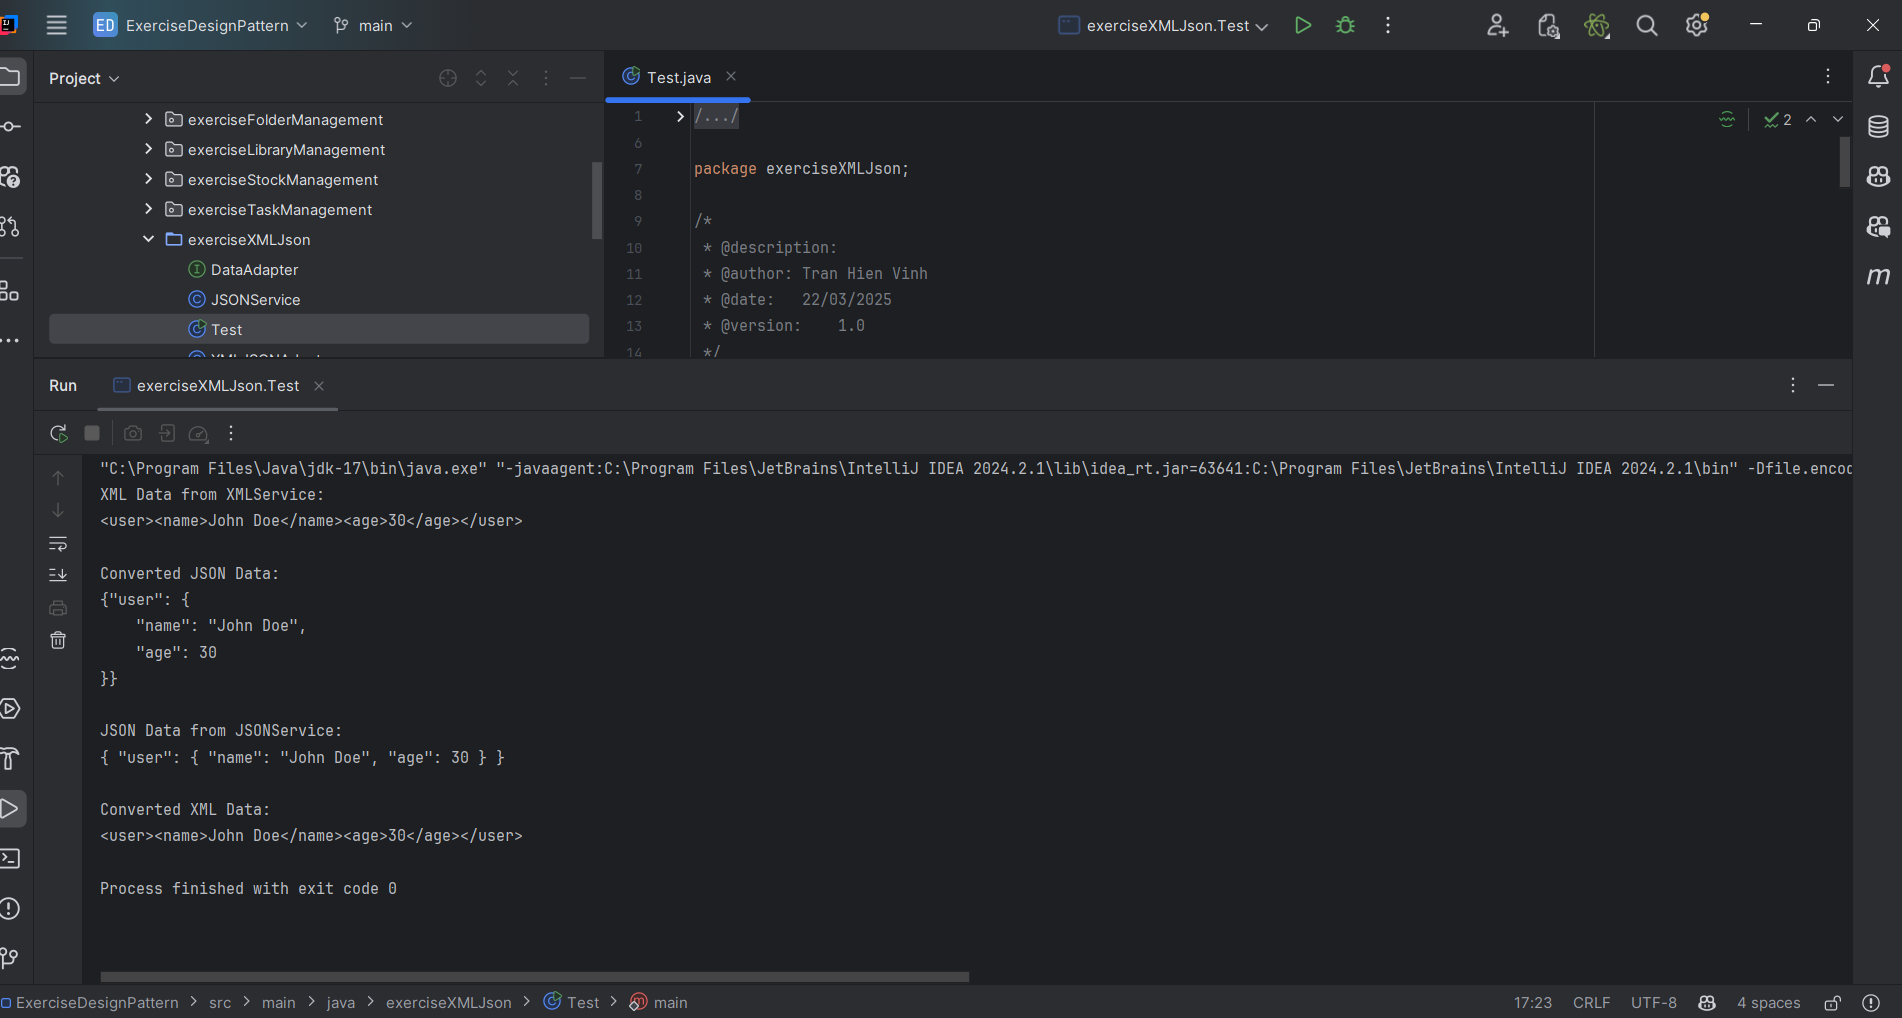 ED ExerciseDesignPattern main exerciseXMLJson.Test
Project
exerciseFolderManagement
exerciseLibraryManagement
exerciseStockManagement
exerciseTaskManagement
exerciseXMLJson
DataAdapter
JSONService
Test
Test.java
1 /.../
6
7 package exerciseXMLJson;
8
9 /*
10 * @description:
11 * @author: Tran Hien Vinh
12 * @date: 22/03/2025
13 * @version: 1.0
14 */
2
Run exerciseXMLJson.Test
"C:\Program Files\Java\jdk-17\bin\java.exe" "-javaagent:C:\Program Files\JetBrains\IntelliJ IDEA 2024.2.1\lib\idea_rt.jar=63641:C:\Program Files\JetBrains\IntelliJ IDEA 2024.2.1\bin" -Dfile.encod
XML Data from XMLService:
<user><name>John Doe</name><age>30</age></user>
Converted JSON Data:
{"user": {
"name": "John Doe",
"age": 30
}}
JSON Data from JSONService:
{ "user": { "name": "John Doe", "age": 30 } }
Converted XML Data:
<user><name>John Doe</name><age>30</age></user>
Process finished with exit code 0
ExerciseDesignPattern > src > main > java > exerciseXMLJson > Test > main
17:23 CRLF UTF-8 4 spaces